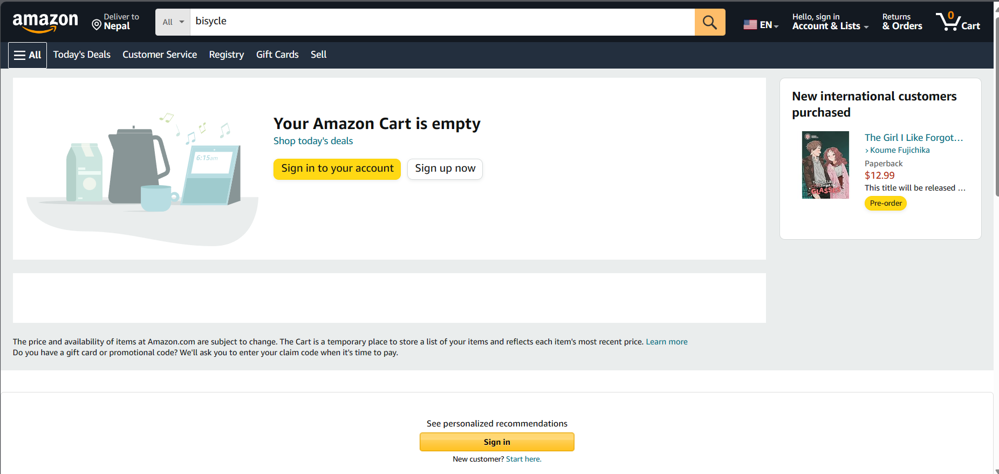 amazon
Deliver to
Nepal
All
bisycle
EN
Hello, sign in
Account & Lists
Returns
& Orders
0
Cart
All
Today's Deals
Customer Service
Registry
Gift Cards
Sell
6:15am
Your Amazon Cart is empty
Shop today's deals
Sign in to your account
Sign up now
New international customers
purchased
The Girl I Like
Forgot Her
GLASSES
The Girl I Like Forgot…
› Koume Fujichika
Paperback
$12.99
This title will be released …
Pre-order
The price and availability of items at Amazon.com are subject to change. The Cart is a temporary place to store a list of your items and reflects each item's most recent price. Learn more
Do you have a gift card or promotional code? We'll ask you to enter your claim code when it's time to pay.
See personalized recommendations
Sign in
New customer? Start here.